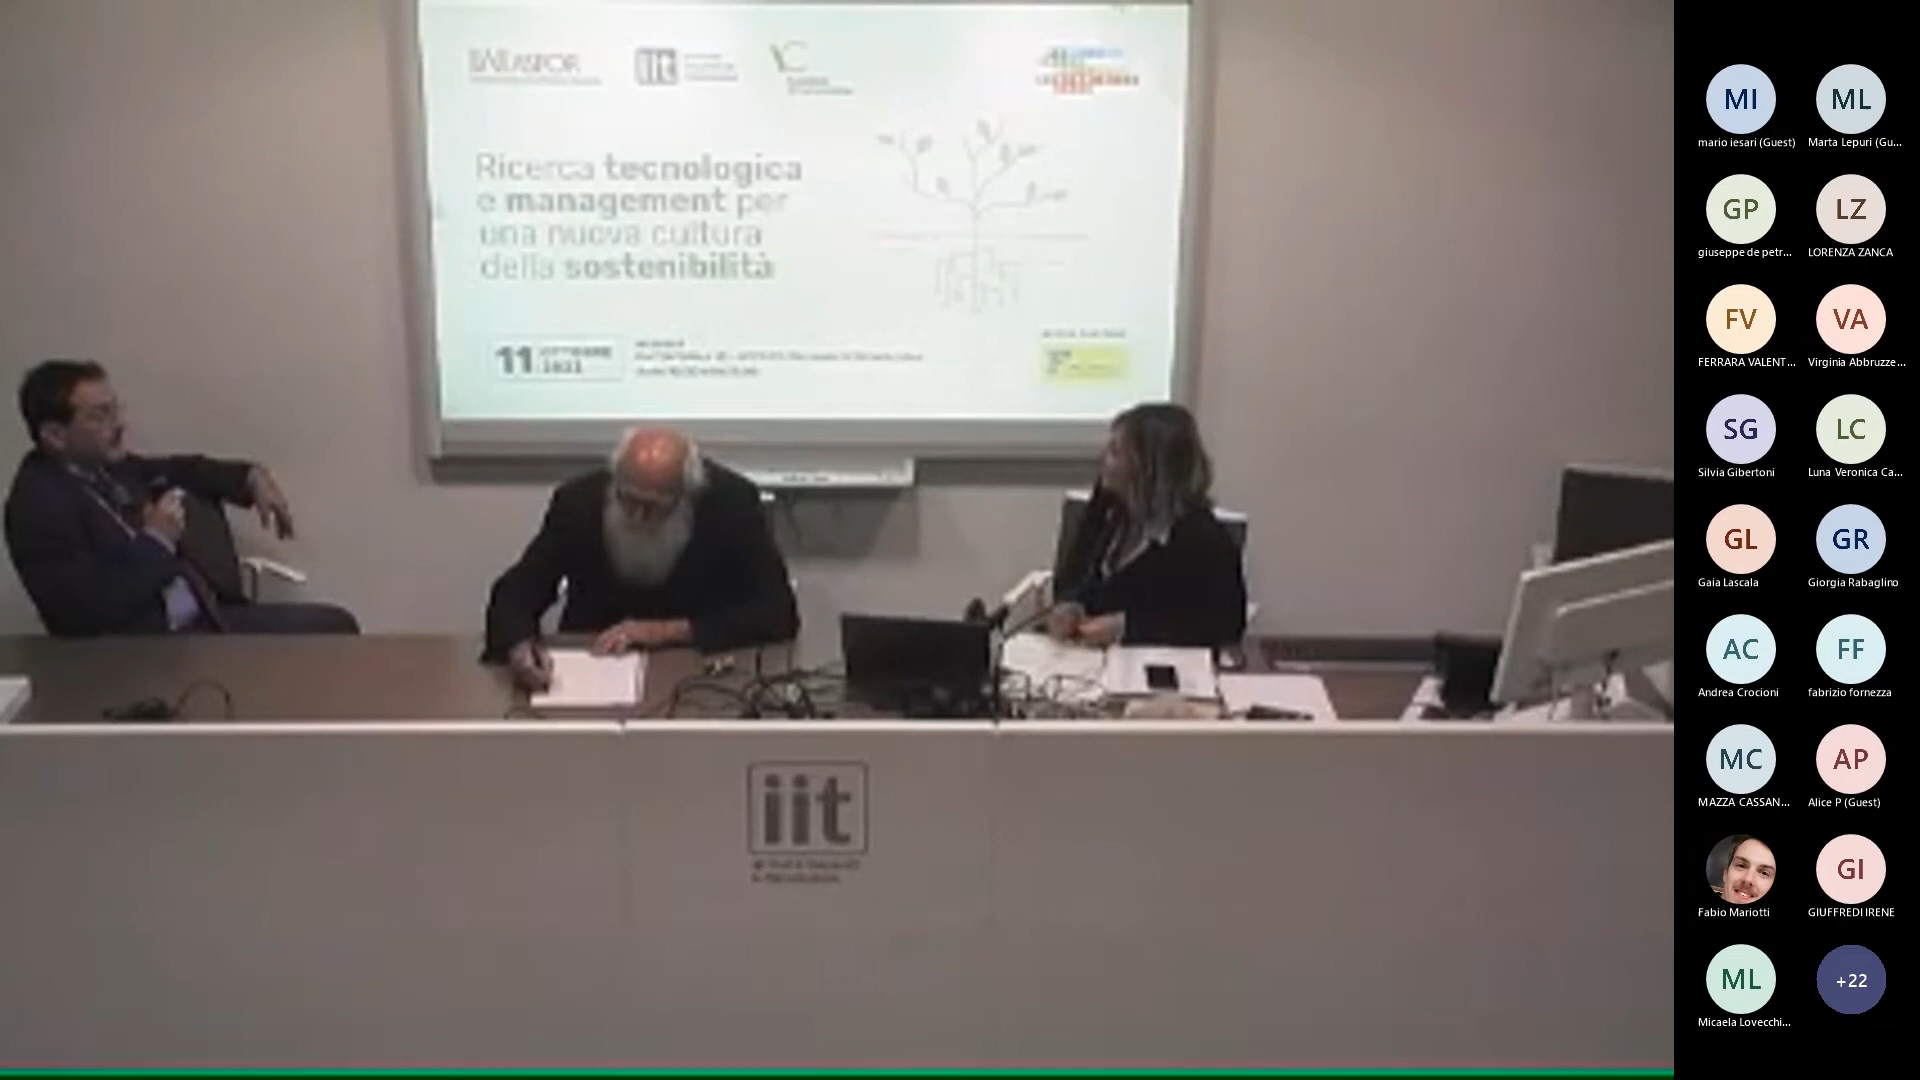 ASFOR
iit
Ricerca tecnologica
e management per
una nuova cultura
della sostenibilità
11
iit
MI
mario iesari (Guest)
ML
Marta Lepuri (Gu...
GP
giuseppe de petr...
LZ
LORENZA ZANCA
FV
FERRARA VALENT...
VA
Virginia Abbruzze...
SG
Silvia Gibertoni
LC
Luna Veronica Ca...
GL
Gaia Lascala
GR
Giorgia Rabaglino
AC
Andrea Crocioni
FF
fabrizio fornezza
MC
MAZZA CASSAN...
AP
Alice P (Guest)
Fabio Mariotti
GI
GIUFFREDI IRENE
ML
Micaela Lovecchi...
+22